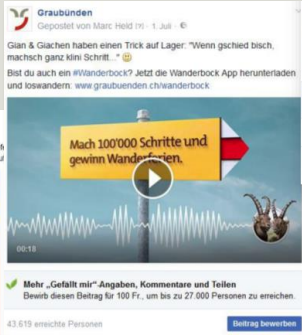 Graubünden
Gepostet von Marc Held [?] · 1. Juli ·
Gian & Giachen haben einen Trick auf Lager: "Wenn gschied bisch,
machsch ganz klini Schritt..."
Bist du auch ein #Wanderbock? Jetzt die Wanderbock App herunterladen
und loswandern: www.graubuenden.ch/wanderbock
Mach 100'000 Schritte und
gewinn Wanderferien.
00:18
Mehr „Gefällt mir"-Angaben, Kommentare und Teilen
Bewirb diesen Beitrag für 100 Fr., um bis zu 27.000 Personen zu erreichen.
43.619 erreichte Personen
Beitrag bewerben